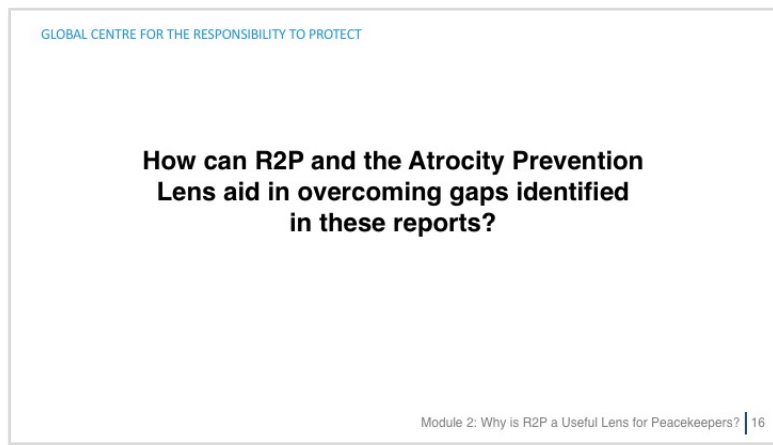 GLOBAL CENTRE FOR THE RESPONSIBILITY TO PROTECT
How can R2P and the Atrocity Prevention
Lens aid in overcoming gaps identified
in these reports?
Module 2: Why is R2P a Useful Lens for Peacekeepers? 16